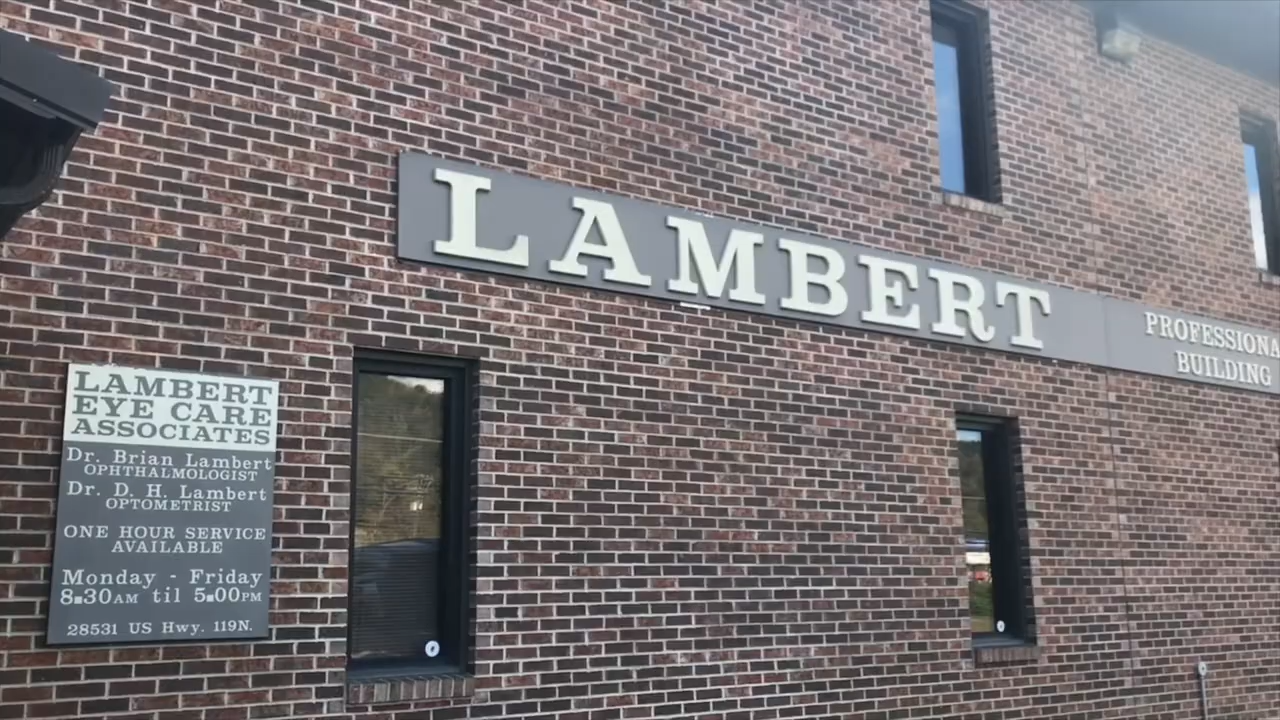 LAMBERT
PROFESSIONA
BUILDING
LAMBERT
EYE CARE
ASSOCIATES
Dr. Brian Lambert
OPHTHALMOLOGIST
Dr. D. H. Lambert
OPTOMETRIST
ONE HOUR SERVICE
AVAILABLE
Monday - Friday
8:30AM til 5:00PM
28531 US Hwy. 119N.